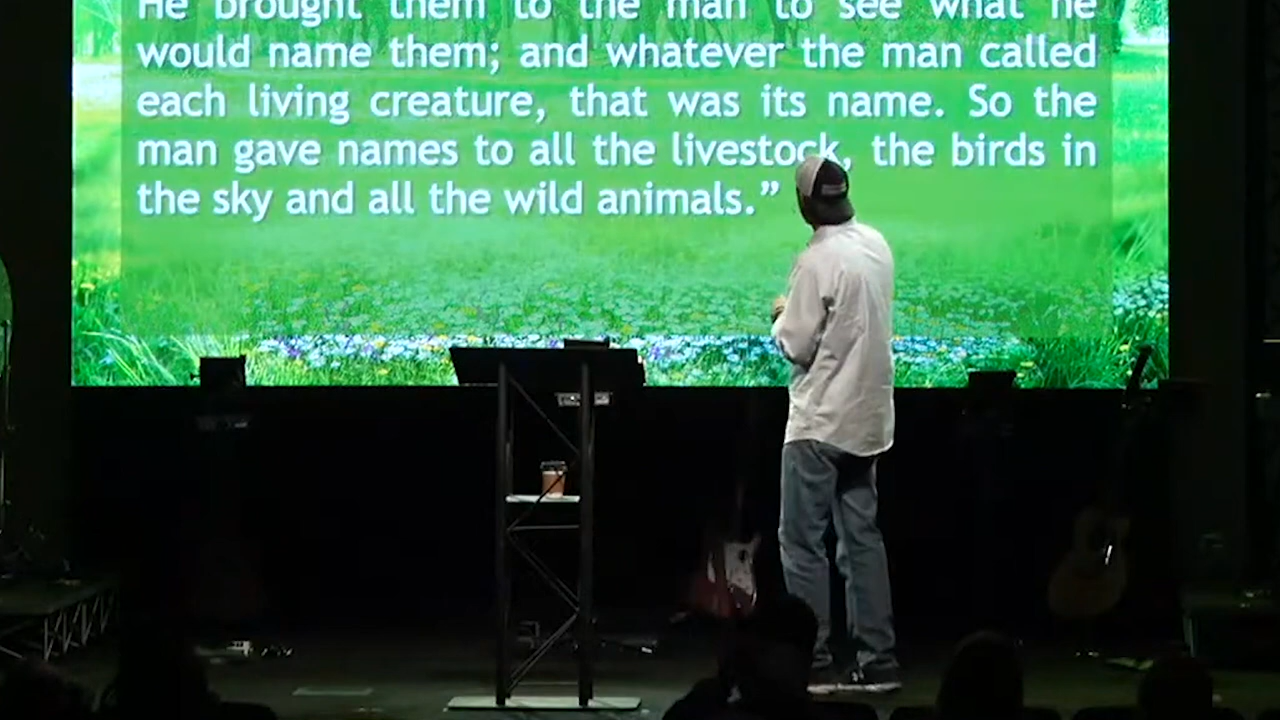 He brought them to the man to see what he
would name them; and whatever the man called
each living creature, that was its name. So the
man gave names to all the livestock, the birds in
the sky and all the wild animals.”